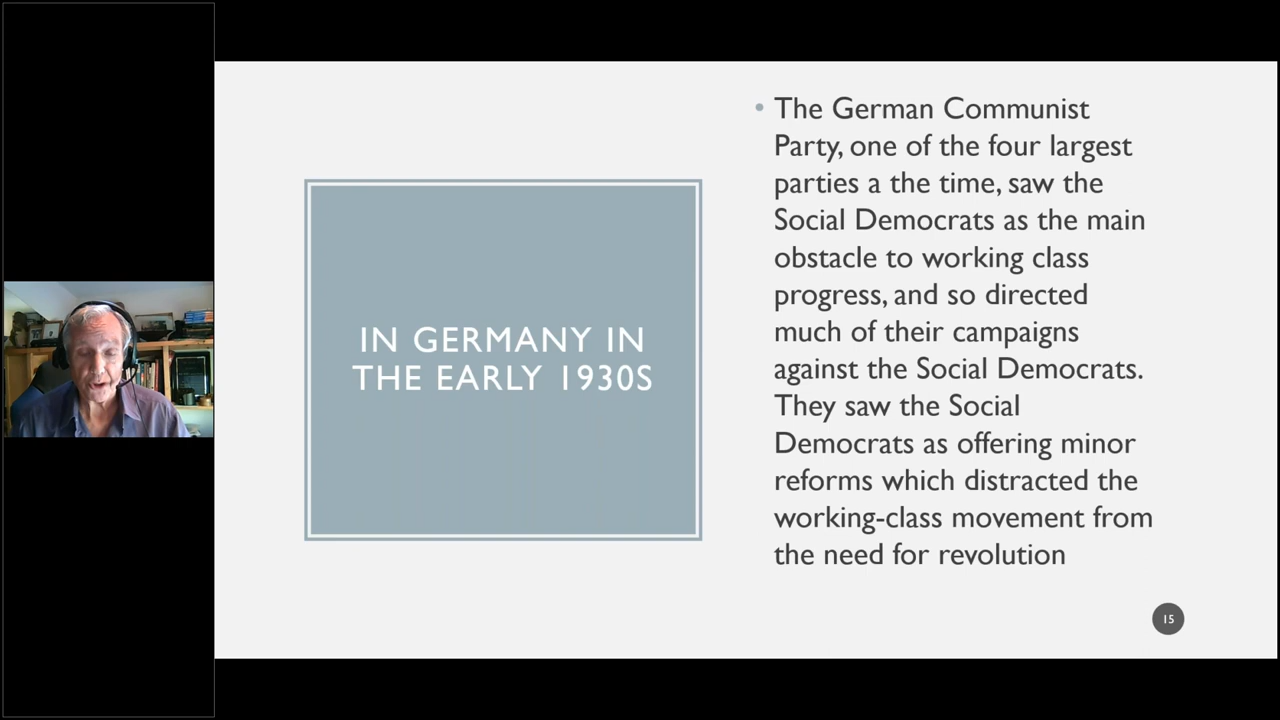 IN GERMANY IN
THE EARLY 1930S
• The German Communist
Party, one of the four largest
parties a the time, saw the
Social Democrats as the main
obstacle to working class
progress, and so directed
much of their campaigns
against the Social Democrats.
They saw the Social
Democrats as offering minor
reforms which distracted the
working-class movement from
the need for revolution
15